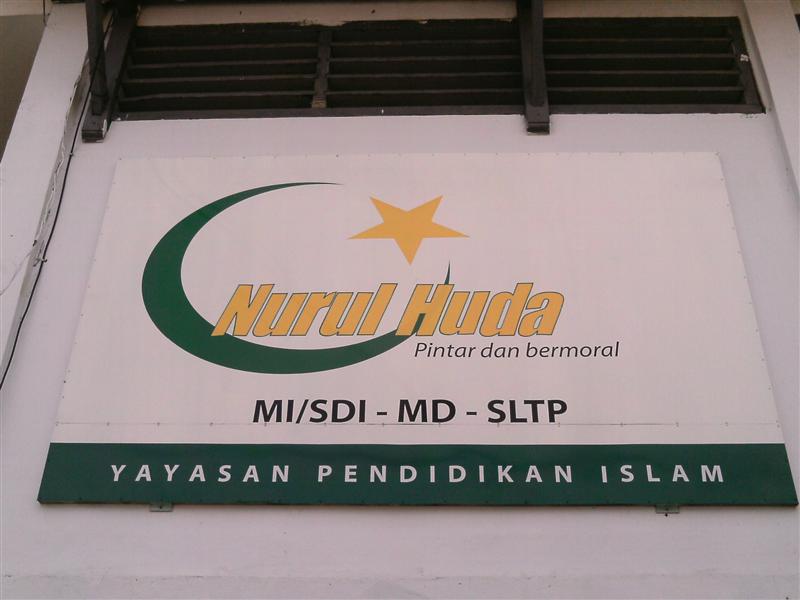 Nurul Huda
Pintar dan bermoral
MI/SDI - MD - SLTP
YAYASAN PENDIDIKAN ISLAM